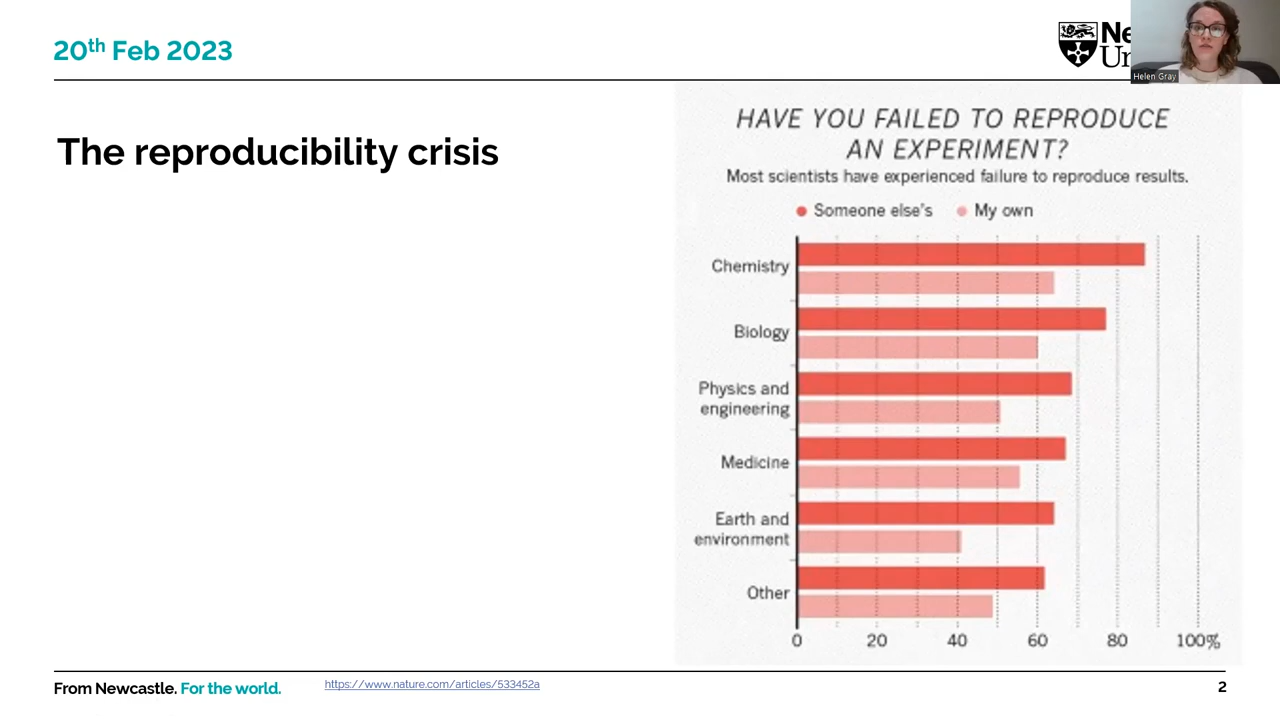 20th Feb 2023
Helen Gray
The reproducibility crisis
HAVE YOU FAILED TO REPRODUCE
AN EXPERIMENT?
Most scientists have experienced failure to reproduce results.
Someone else's My own
Chemistry
Biology
Physics and
engineering
Medicine
Earth and
environment
Other
0 20 40 60 80 100%
From Newcastle. For the world.
https://www.nature.com/articles/533452a
2